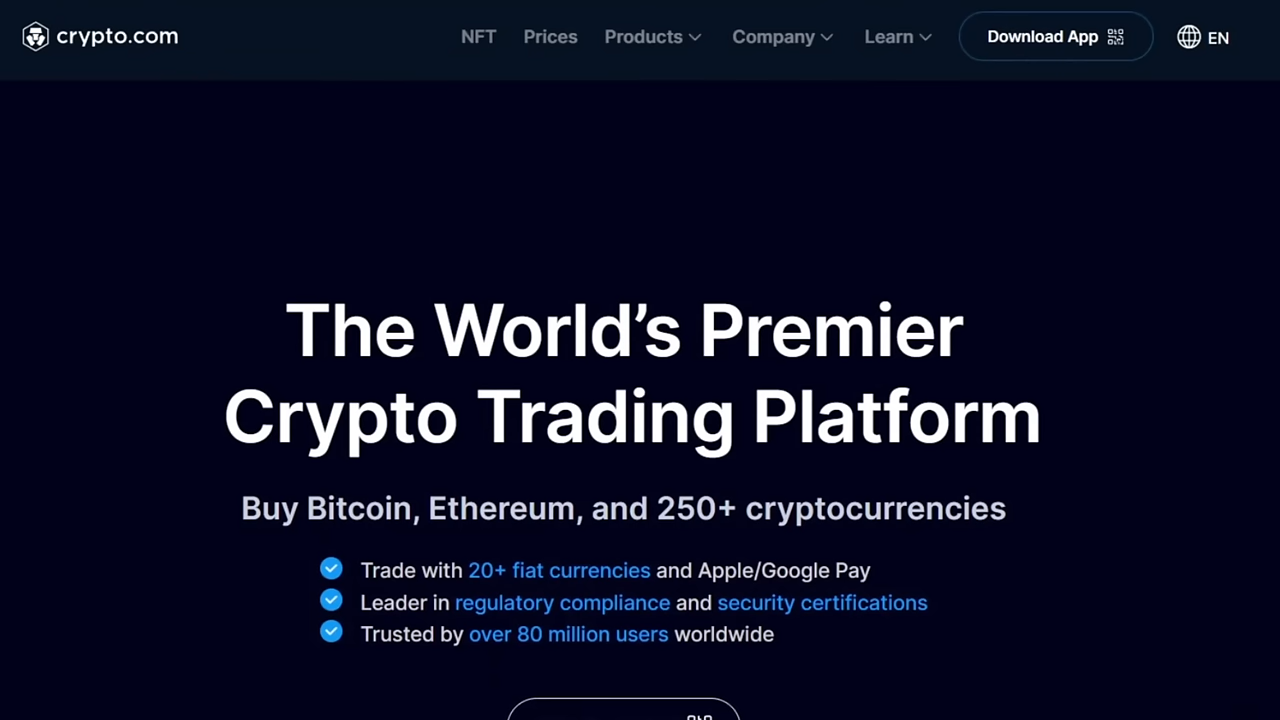 crypto.com
NFT Prices Products Company Learn Download App EN
The World's Premier
Crypto Trading Platform
Buy Bitcoin, Ethereum, and 250+ cryptocurrencies
Trade with 20+ fiat currencies and Apple/Google Pay
Leader in regulatory compliance and security certifications
Trusted by over 80 million users worldwide